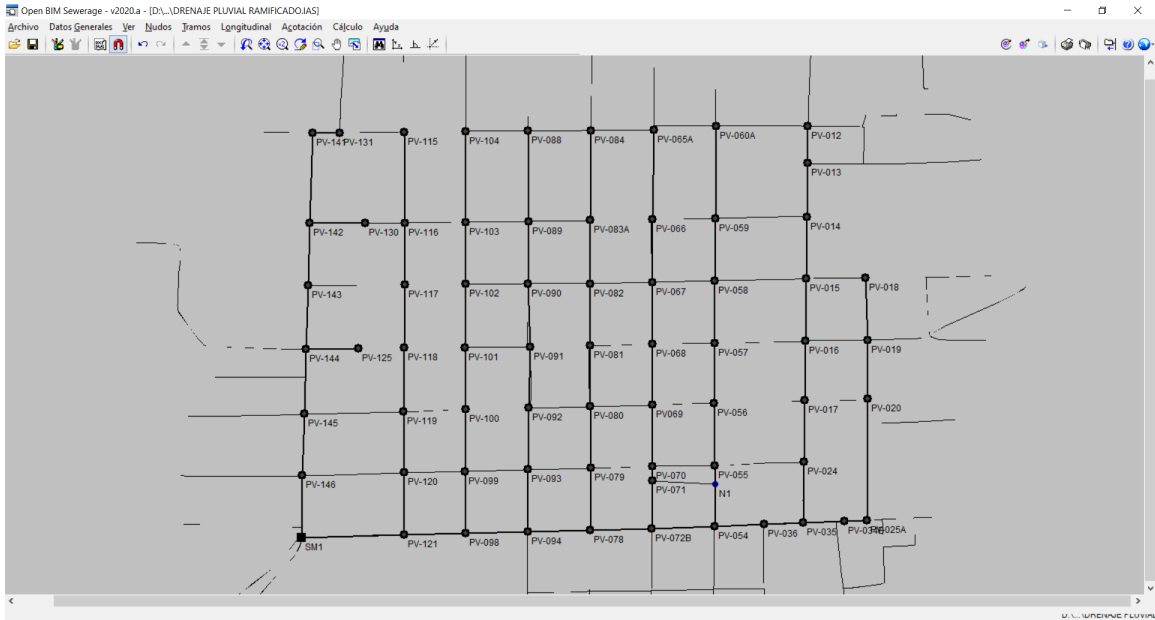 Open BIM Sewerage - v2020.a - [D:\...\DRENAJE PLUVIAL RAMIFICADO.IAS]
Archivo Datos Generales Ver Nudos Tramos Longitudinal Acotación Cálculo Ayuda
PV-141 PV-131 PV-115 PV-104 PV-088 PV-084 PV-065A PV-060A PV-012
PV-013
PV-142 PV-130 PV-116 PV-103 PV-089 PV-083A PV-066 PV-059 PV-014
PV-143 PV-117 PV-102 PV-090 PV-082 PV-067 PV-058 PV-015 PV-018
PV-144 PV-125 PV-118 PV-101 PV-091 PV-081 PV-068 PV-057 PV-016 PV-019
PV-145 PV-119 PV-100 PV-092 PV-080 PV069 PV-056 PV-017 PV-020
PV-146 PV-120 PV-099 PV-093 PV-079 PV-070 PV-055 PV-024
PV-071 N1
SM1 PV-121 PV-098 PV-094 PV-078 PV-072B PV-054 PV-036 PV-035